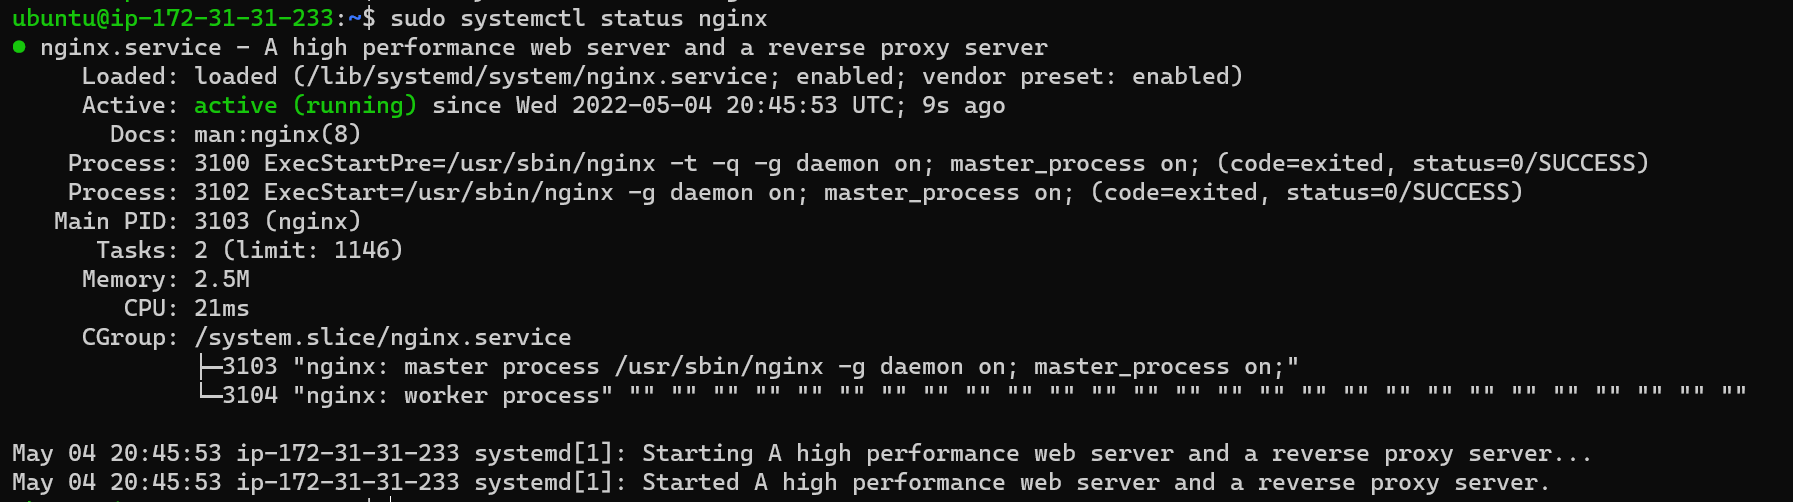 ubuntu@ip-172-31-31-233:~$ sudo systemctl status nginx
● nginx.service - A high performance web server and a reverse proxy server
     Loaded: loaded (/lib/systemd/system/nginx.service; enabled; vendor preset: enabled)
     Active: active (running) since Wed 2022-05-04 20:45:53 UTC; 9s ago
       Docs: man:nginx(8)
    Process: 3100 ExecStartPre=/usr/sbin/nginx -t -q -g daemon on; master_process on; (code=exited, status=0/SUCCESS)
    Process: 3102 ExecStart=/usr/sbin/nginx -g daemon on; master_process on; (code=exited, status=0/SUCCESS)
   Main PID: 3103 (nginx)
      Tasks: 2 (limit: 1146)
     Memory: 2.5M
        CPU: 21ms
     CGroup: /system.slice/nginx.service
             ├─3103 "nginx: master process /usr/sbin/nginx -g daemon on; master_process on;"
             └─3104 "nginx: worker process" "" "" "" "" "" "" "" "" "" "" "" "" "" "" "" "" "" "" "" "" "" "" "" "" "" "" ""

May 04 20:45:53 ip-172-31-31-233 systemd[1]: Starting A high performance web server and a reverse proxy server...
May 04 20:45:53 ip-172-31-31-233 systemd[1]: Started A high performance web server and a reverse proxy server.